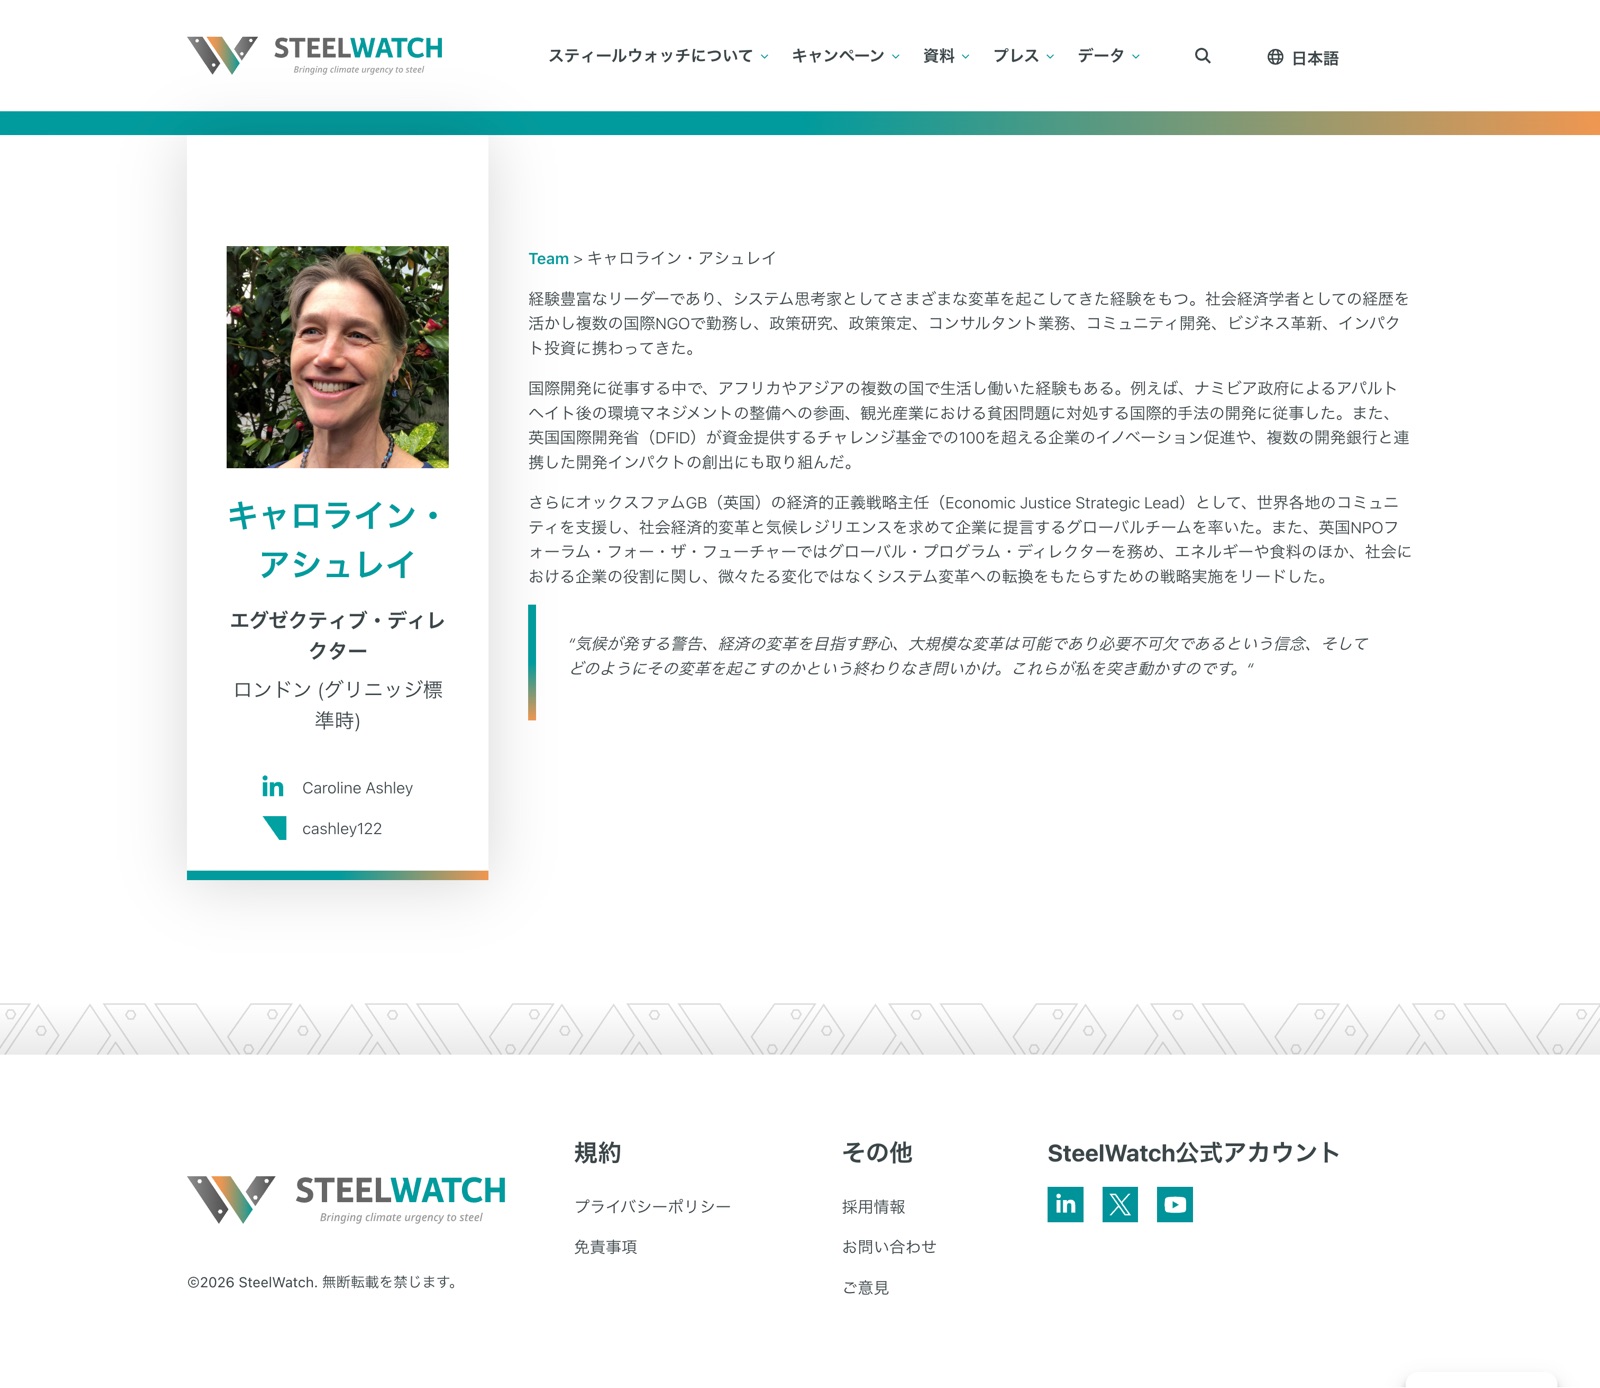 STEELWATCH
Bringing climate urgency to steel
スティールウォッチについて
キャンペーン
資料
プレス
データ
日本語
キャロライン・
アシュレイ
エグゼクティブ・ディレ
クター
ロンドン (グリニッジ標
準時)
Caroline Ashley
cashley122
Team > キャロライン・アシュレイ
経験豊富なリーダーであり、システム思考家としてさまざまな変革を起こしてきた経験をもつ。社会経済学者としての経歴を
活かし複数の国際NGOで勤務し、政策研究、政策策定、コンサルタント業務、コミュニティ開発、ビジネス革新、インパク
ト投資に携わってきた。
国際開発に従事する中で、アフリカやアジアの複数の国で生活し働いた経験もある。例えば、ナミビア政府によるアパルト
ヘイト後の環境マネジメントの整備への参画、観光産業における貧困問題に対処する国際的手法の開発に従事した。また、
英国国際開発省（DFID）が資金提供するチャレンジ基金での100を超える企業のイノベーション促進や、複数の開発銀行と連
携した開発インパクトの創出にも取り組んだ。
さらにオックスファムGB（英国）の経済的正義戦略主任（Economic Justice Strategic Lead）として、世界各地のコミュニ
ティを支援し、社会経済的変革と気候レジリエンスを求めて企業に提言するグローバルチームを率いた。また、英国NPOフ
ォーラム・フォー・ザ・フューチャーではグローバル・プログラム・ディレクターを務め、エネルギーや食料のほか、社会に
おける企業の役割に関し、微々たる変化ではなくシステム変革への転換をもたらすための戦略実施をリードした。
“気候が発する警告、経済の変革を目指す野心、大規模な変革は可能であり必要不可欠であるという信念、そして
どのようにその変革を起こすのかという終わりなき問いかけ。これらが私を突き動かすのです。“
STEELWATCH
Bringing climate urgency to steel
©2026 SteelWatch. 無断転載を禁じます。
規約
プライバシーポリシー
免責事項
その他
採用情報
お問い合わせ
ご意見
SteelWatch公式アカウント